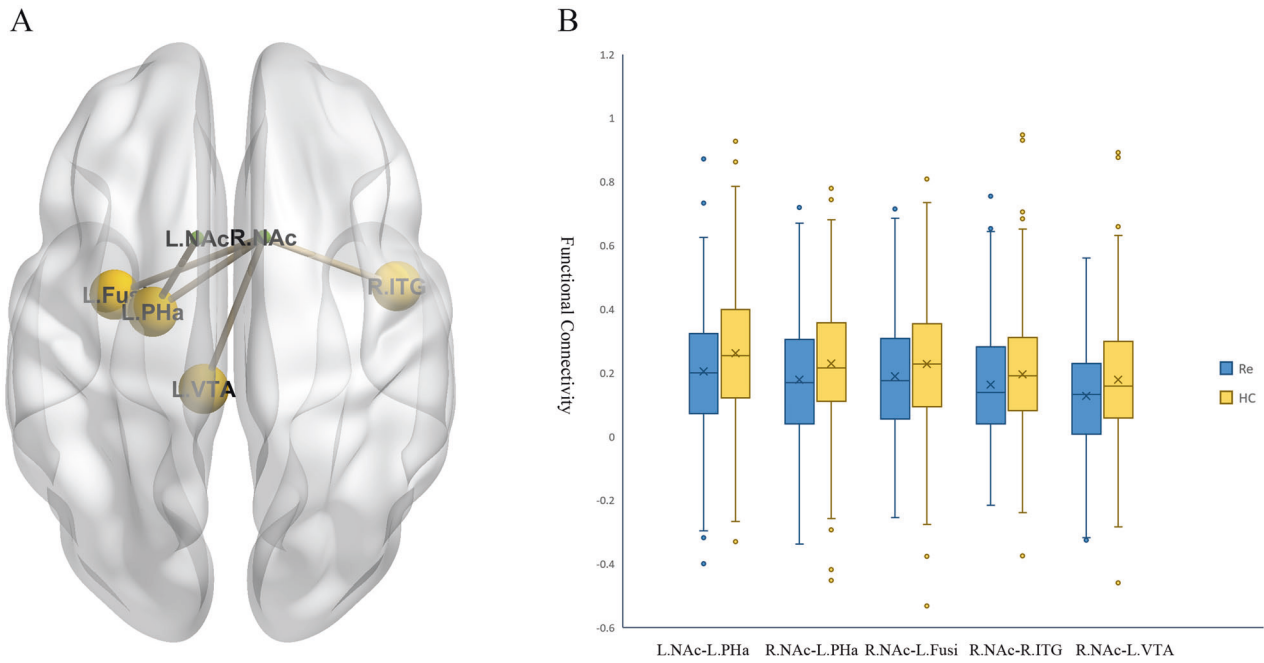 A
L.NAc R.NAc
L.Fus
L.PHa
R.ITG
L.VTA
B
Functional Connectivity
1.2
1
0.8
0.6
0.4
0.2
0
-0.2
-0.4
-0.6
L.NAc-L.PHa R.NAc-L.PHa R.NAc-L.Fusi R.NAc-R.ITG R.NAc-L.VTA
Re
HC